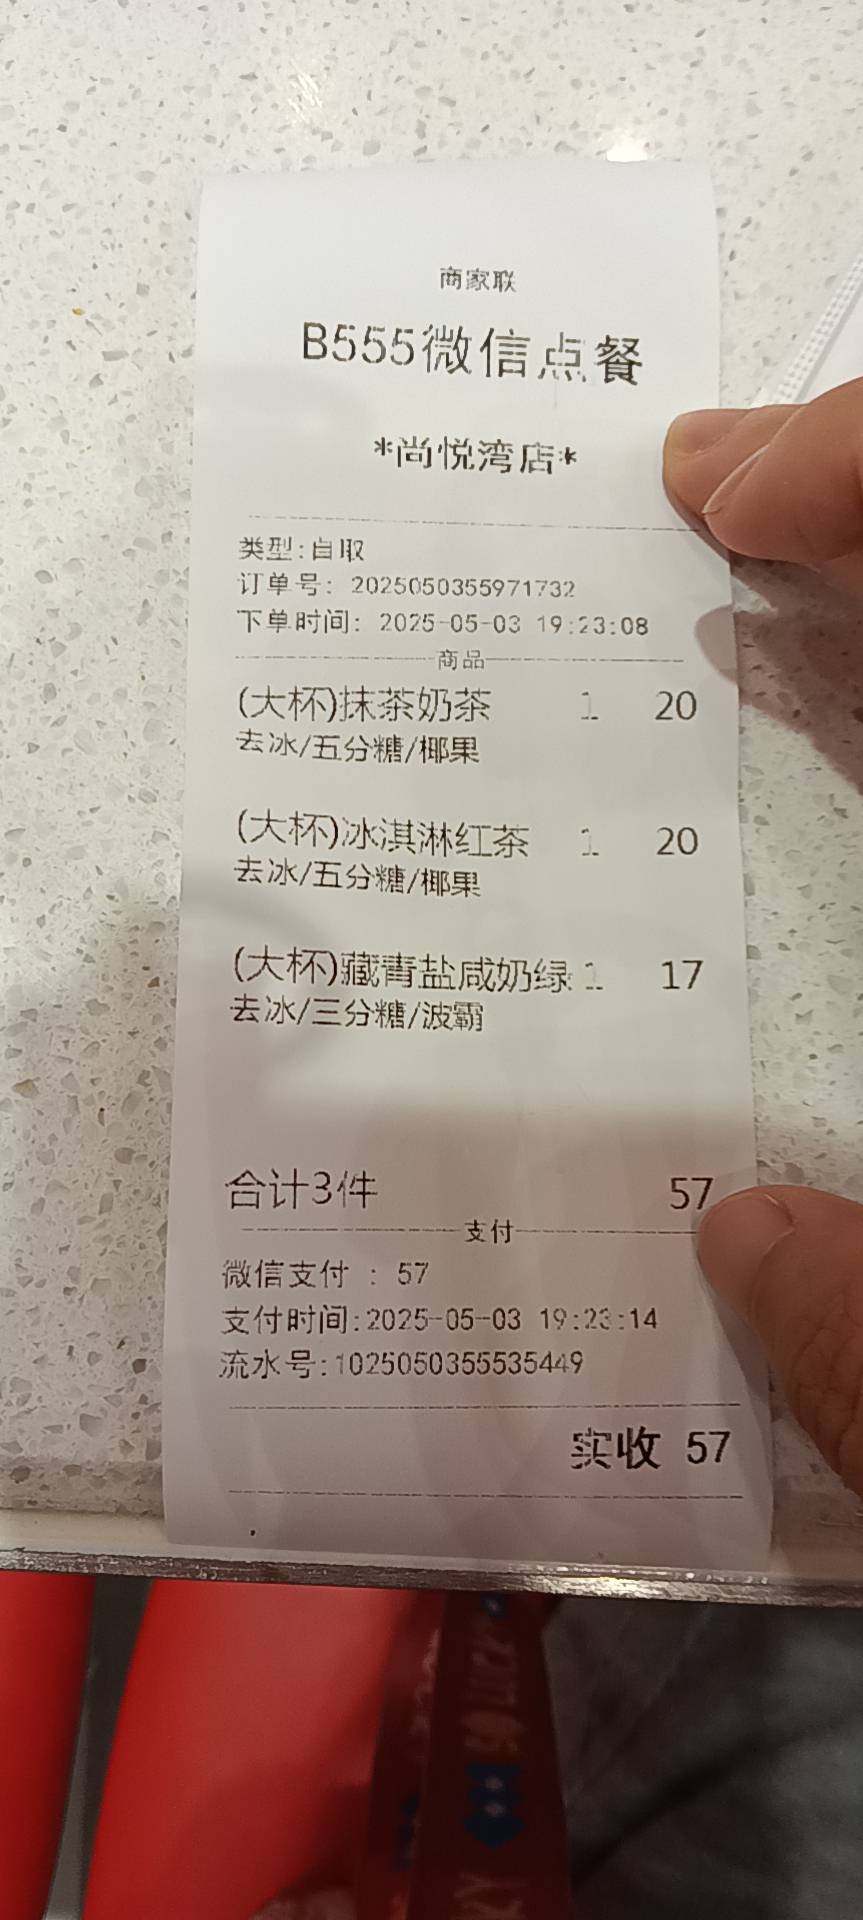 商家联
B555微信点餐
*尚悦湾店*
类型:自取
订单号: 2025050355971732
下单时间: 2025-05-03 19:23:08
商品
(大杯)抹茶奶茶 1 20
去冰/五分糖/椰果
(大杯)冰淇淋红茶 1 20
去冰/五分糖/椰果
(大杯)藏青盐咸奶绿 1 17
去冰/三分糖/波霸
合计3件 57
支付
微信支付 : 57
支付时间:2025-05-03 19:23:14
流水号:1025050355535449
实收 57